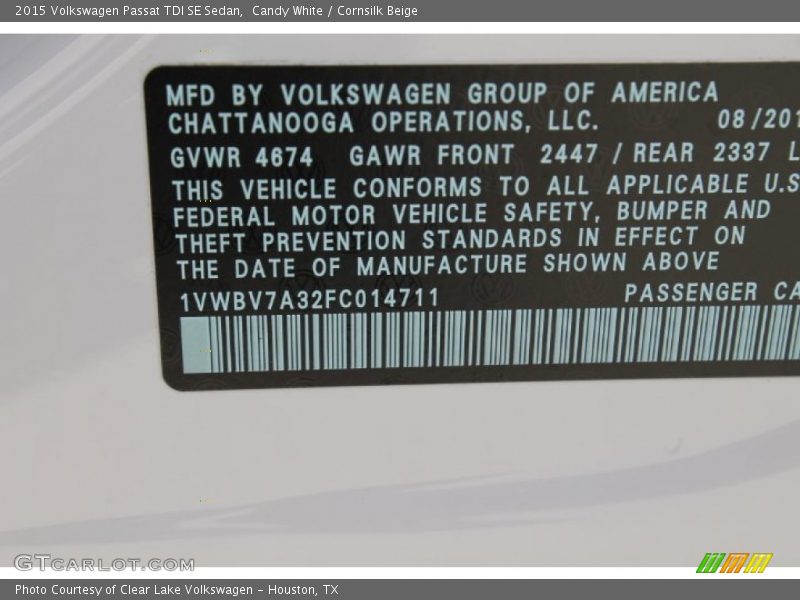 2015 Volkswagen Passat TDI SE Sedan, Candy White / Cornsilk Beige
MFD BY VOLKSWAGEN GROUP OF AMERICA
CHATTANOOGA OPERATIONS, LLC. 08/201
GVWR 4674 GAWR FRONT 2447 / REAR 2337 L
THIS VEHICLE CONFORMS TO ALL APPLICABLE U.S
FEDERAL MOTOR VEHICLE SAFETY, BUMPER AND
THEFT PREVENTION STANDARDS IN EFFECT ON
THE DATE OF MANUFACTURE SHOWN ABOVE
1VWBV7A32FC014711 PASSENGER CA
GTCARLOT.COM
Photo Courtesy of Clear Lake Volkswagen – Houston, TX